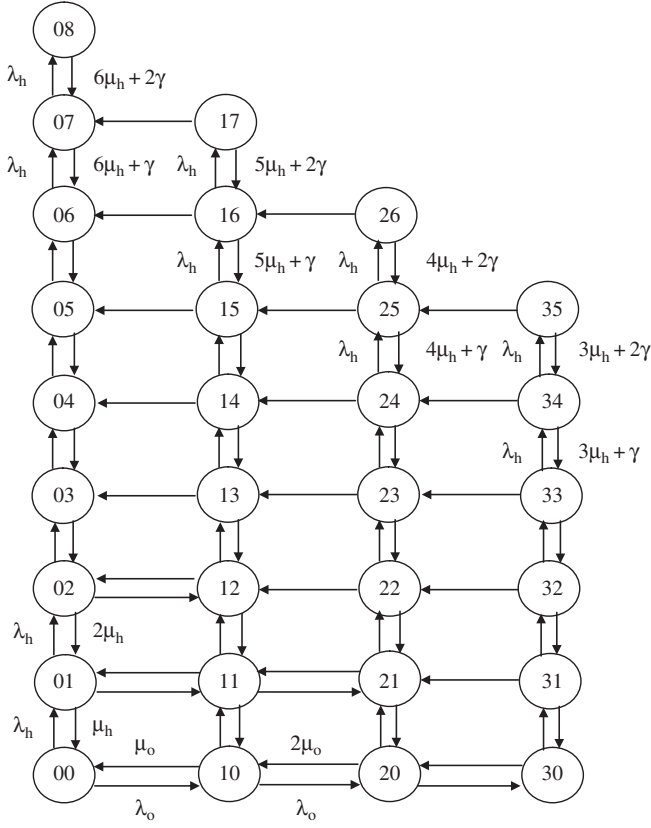 08
λh 6μh + 2γ
07 17
λh 6μh + γ λh 5μh + 2γ
06 16 26
λh 5μh + γ λh 4μh + 2γ
05 15 25 35
λh 4μh + γ λh 3μh + 2γ
04 14 24 34
λh 3μh + γ
03 13 23 33
02 12 22 32
λh 2μh
01 11 21 31
λh μh
μo 2μo
00 10 20 30
λo λo